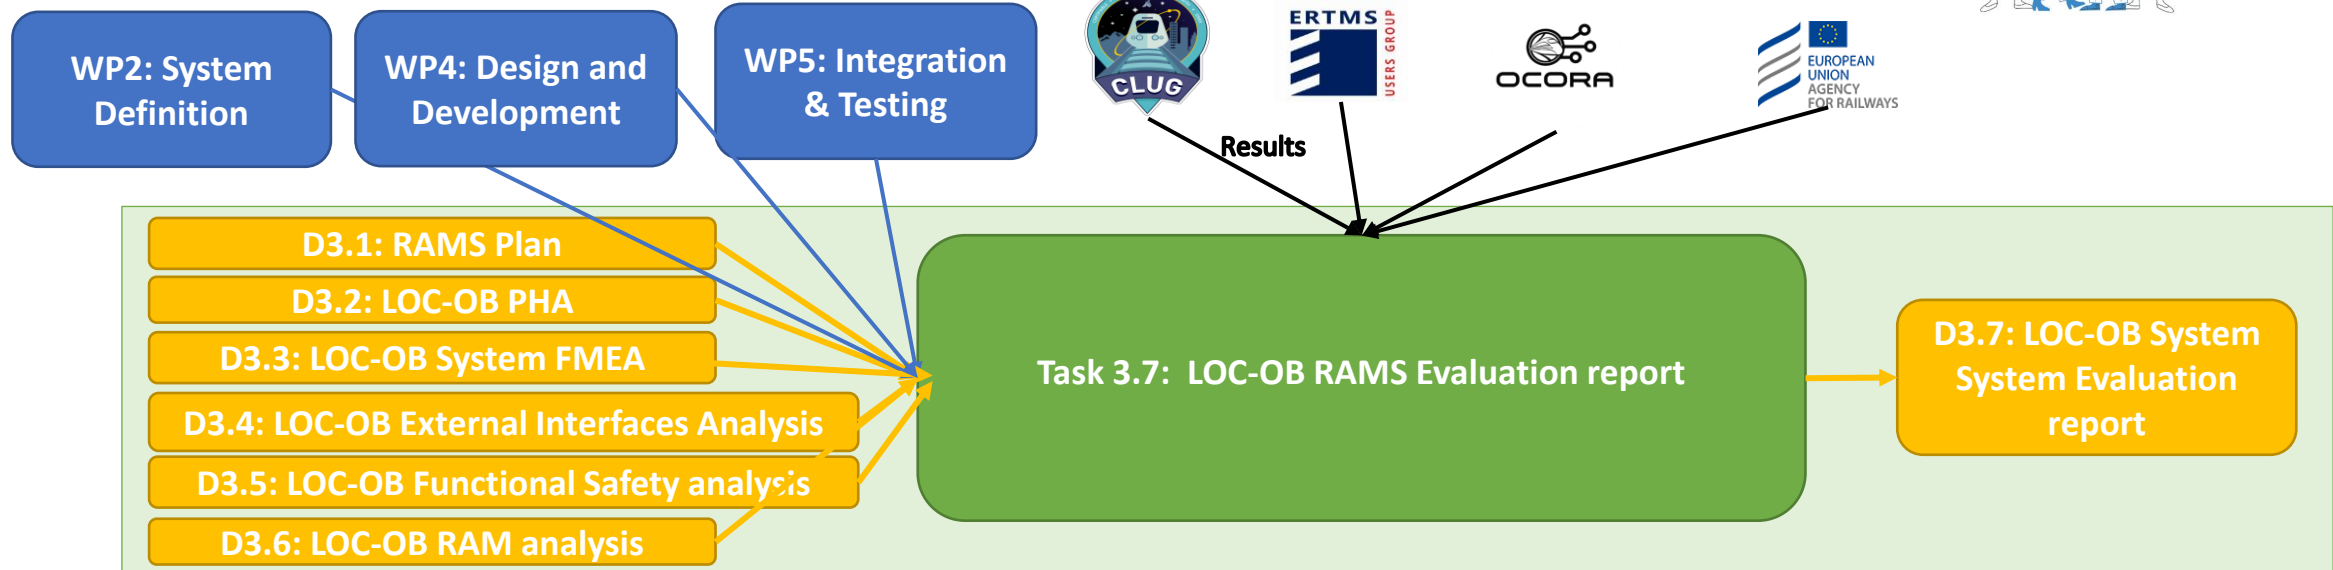 WP2: System
Definition
WP4: Design and
Development
WP5: Integration
& Testing
CLUG
ERTMS
USERS GROUP
OCORA
EUROPEAN
UNION
AGENCY
FOR RAILWAYS
Results
D3.1: RAMS Plan
D3.2: LOC-OB PHA
D3.3: LOC-OB System FMEA
D3.4: LOC-OB External Interfaces Analysis
D3.5: LOC-OB Functional Safety analysis
D3.6: LOC-OB RAM analysis
Task 3.7: LOC-OB RAMS Evaluation report
D3.7: LOC-OB System
System Evaluation
report